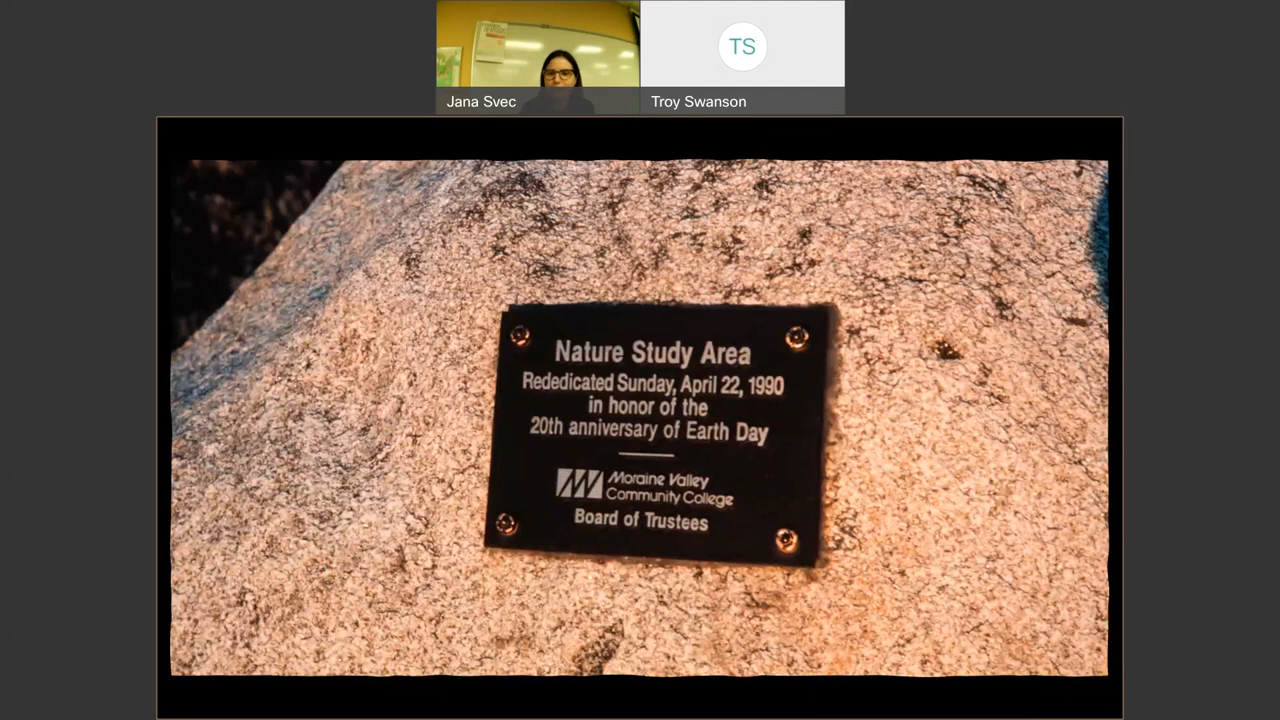 TS
Jana Svec
Troy Swanson
Nature Study Area
Rededicated Sunday, April 22, 1990
in honor of the
20th anniversary of Earth Day
Moraine Valley
Community College
Board of Trustees